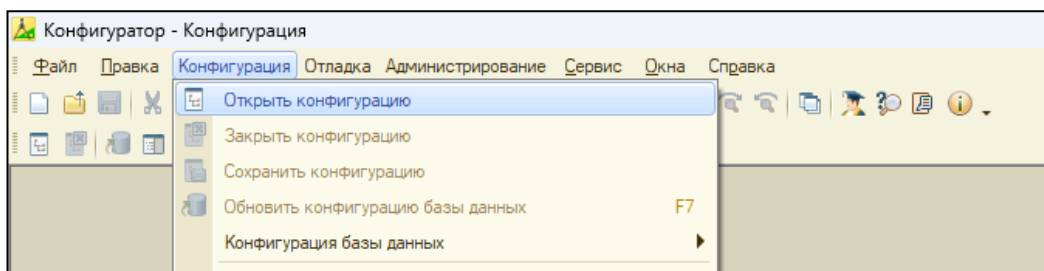 Конфигуратор - Конфигурация
Файл Правка Конфигурация Отладка Администрирование Сервис Окна Справка
Открыть конфигурацию
Закрыть конфигурацию
Сохранить конфигурацию
Обновить конфигурацию базы данных F7
Конфигурация базы данных